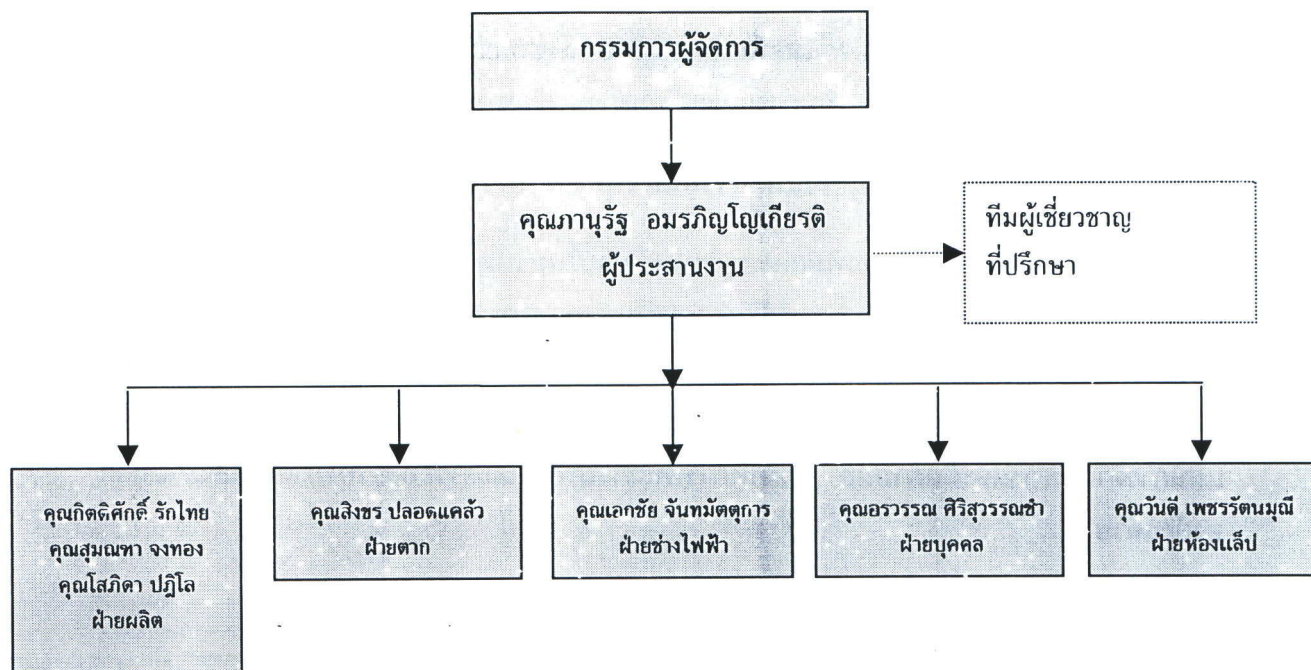 กรรมการผู้จัดการ
คุณภานุรัฐ อมรภิญโญเกียรติ
ผู้ประสานงาน
ทีมผู้เชี่ยวชาญ
ที่ปรึกษา
คุณกิตติศักดิ์ รักไทย
คุณสุมณฑา จงทอง
คุณโสภิดา ปฎิโล
ฝ่ายผลิต
คุณสิงขร ปลอดแคล้ว
ฝ่ายตาก
คุณเอกชัย จันทมัตตุการ
ฝ่ายช่างไฟฟ้า
คุณอรวรรณ ศิริสุวรรณชำ
ฝ่ายบุคคล
คุณวันดี เพชรรัตนมุณี
ฝ่ายห้องแล็ป